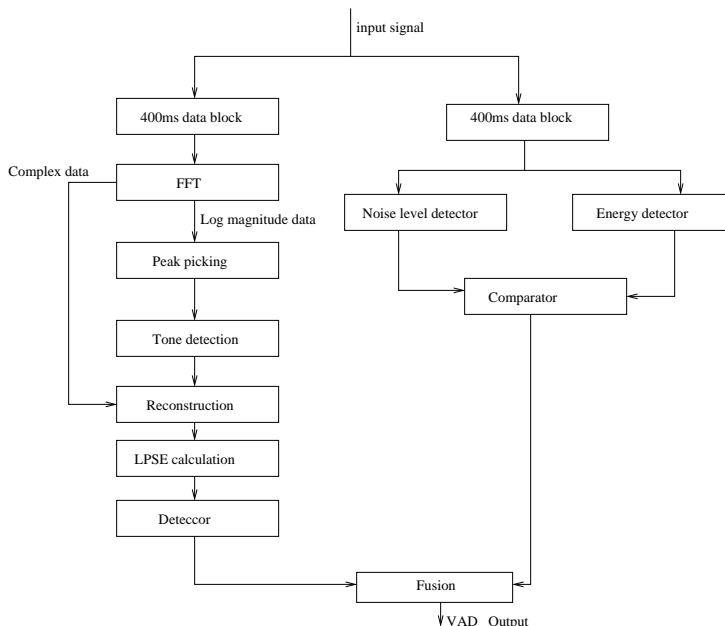 input signal
400ms data block
400ms data block
Complex data
FFT
Log magnitude data
Noise level detector
Energy detector
Peak picking
Comparator
Tone detection
Reconstruction
LPSE calculation
Deteccor
Fusion
VAD Output